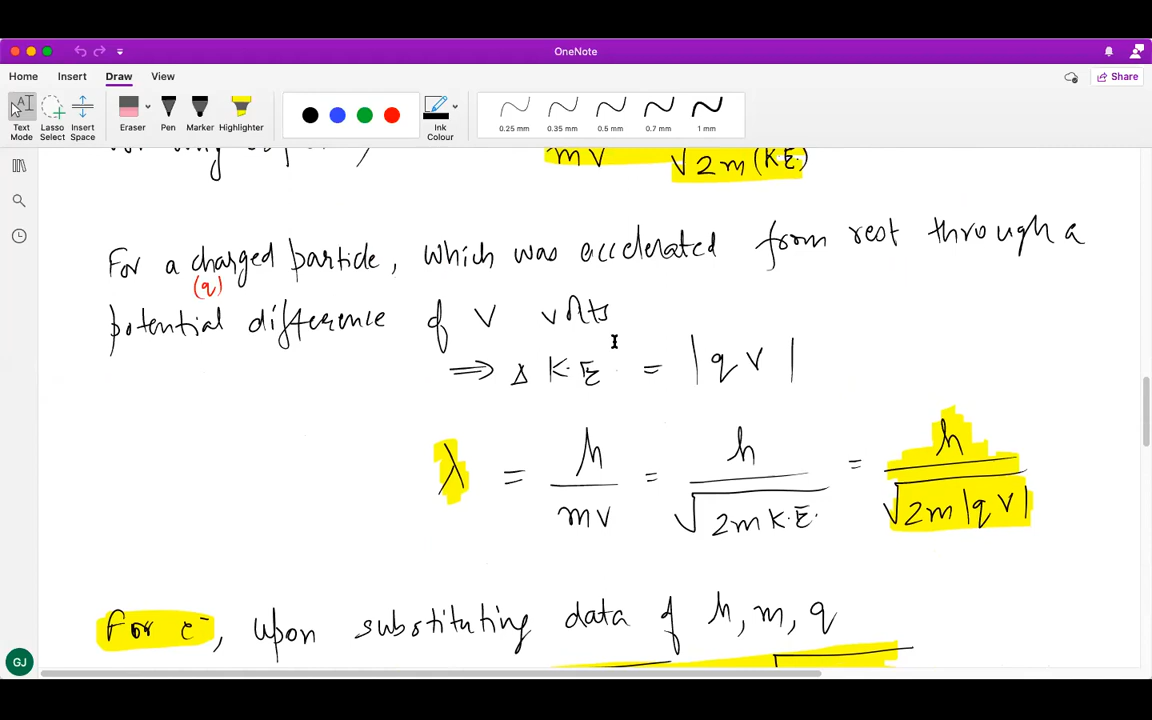 OneNote
Home Insert Draw View
Share
Text Mode
Lasso Select
Insert Space
Eraser
Pen
Marker
Highlighter
Ink Colour
0.25 mm 0.35 mm 0.5 mm 0.7 mm 1 mm
mv √2m(KE)
For a charged particle, which was accelerated from rest through a
(q)
potential difference of V volts
⇒ Δ K.E = |qV|
λ = h/mv = h/√2mK.E. = h/√2m|qV|
For e⁻, upon substituting data of h, m, q
GJ